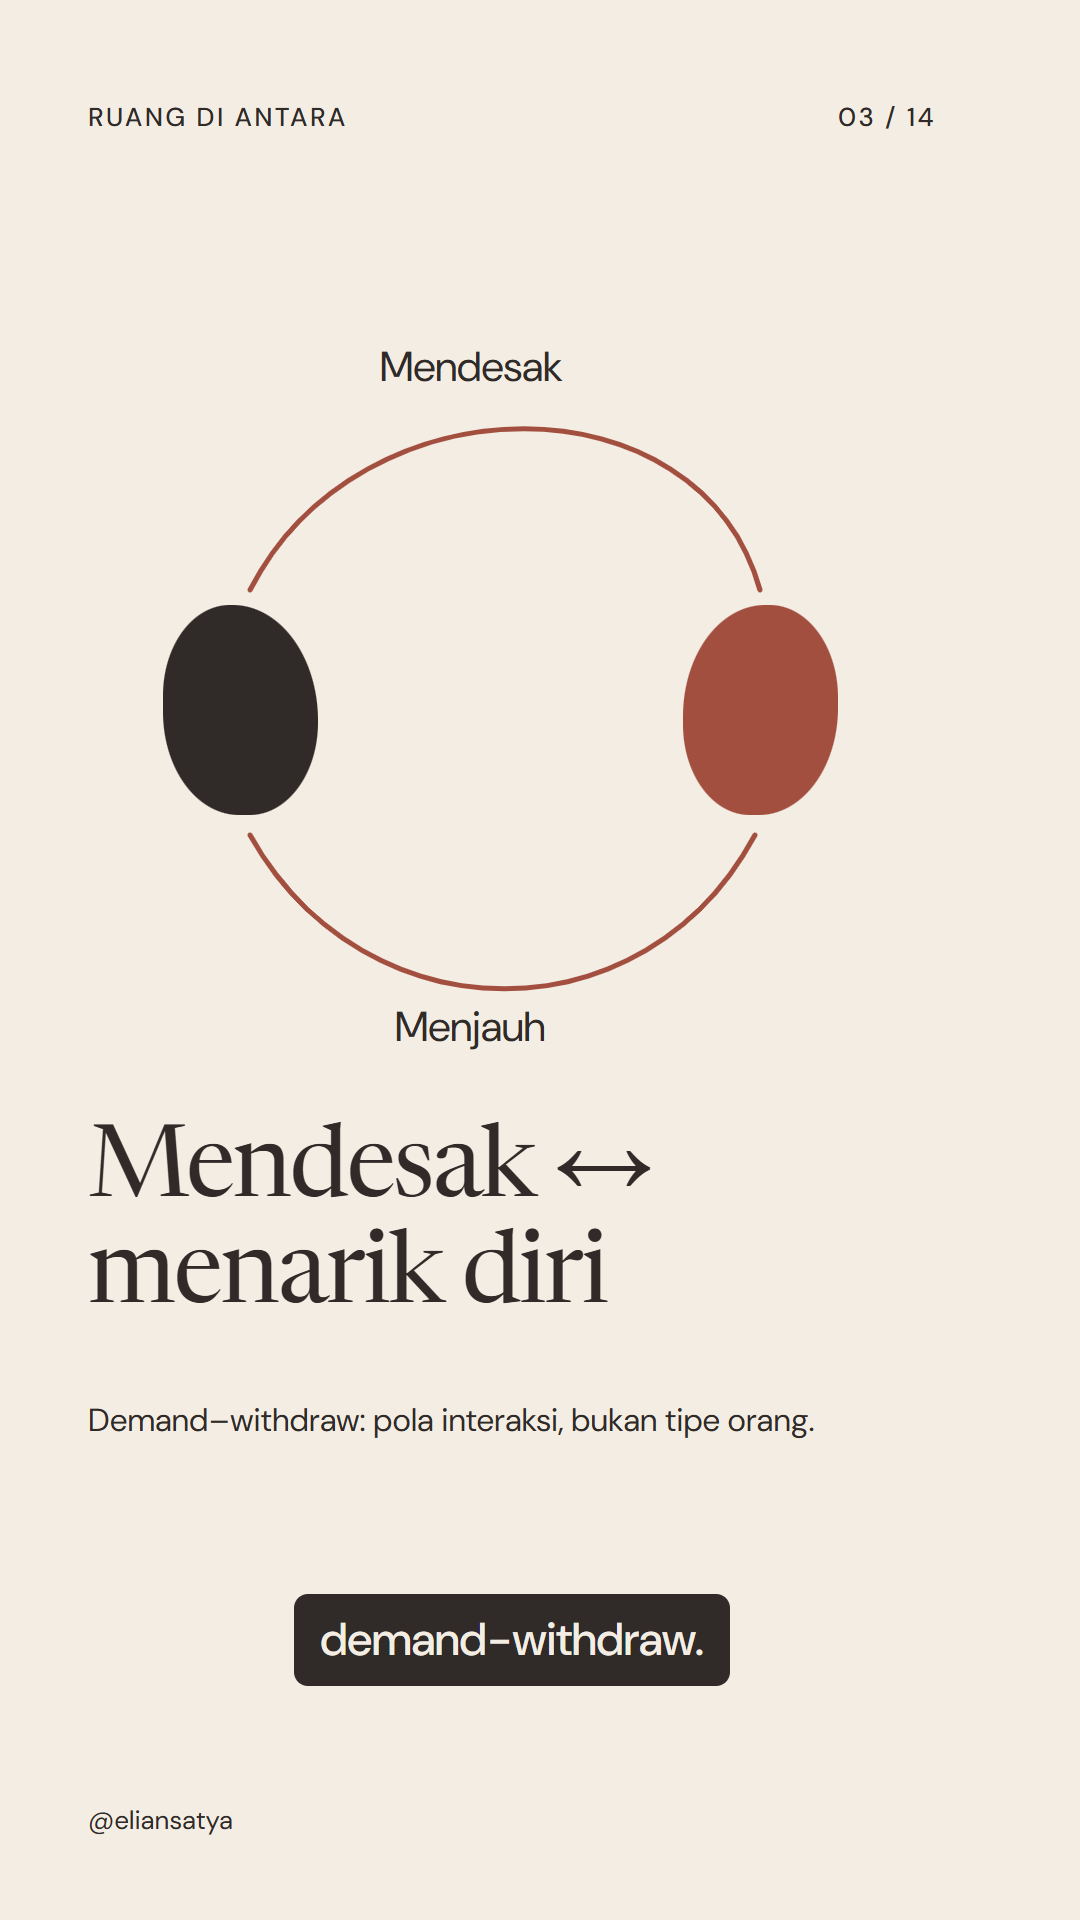 RUANG DI ANTARA
03 / 14
Mendesak
Menjauh
Mendesak ↔
menarik diri
Demand–withdraw: pola interaksi, bukan tipe orang.
demand–withdraw.
@eliansatya